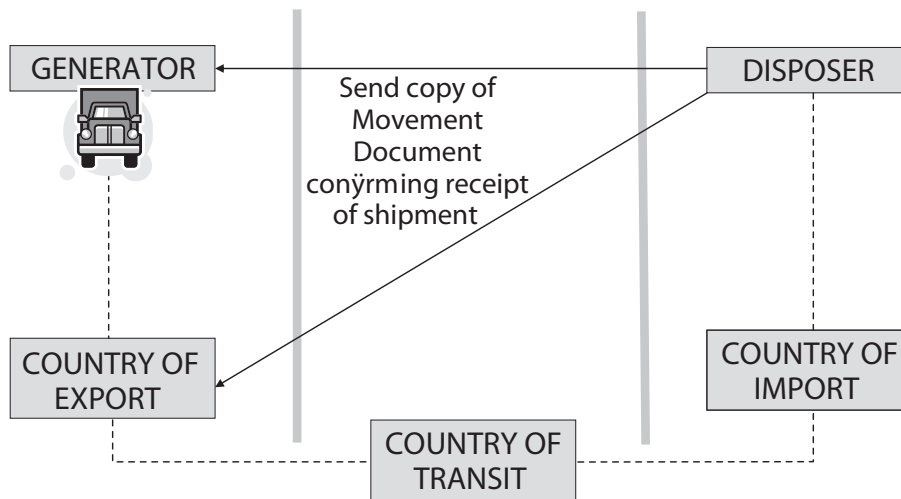 GENERATOR
DISPOSER
Send copy of
Movement
Document
conÿrming receipt
of shipment
COUNTRY OF
EXPORT
COUNTRY OF
IMPORT
COUNTRY OF
TRANSIT